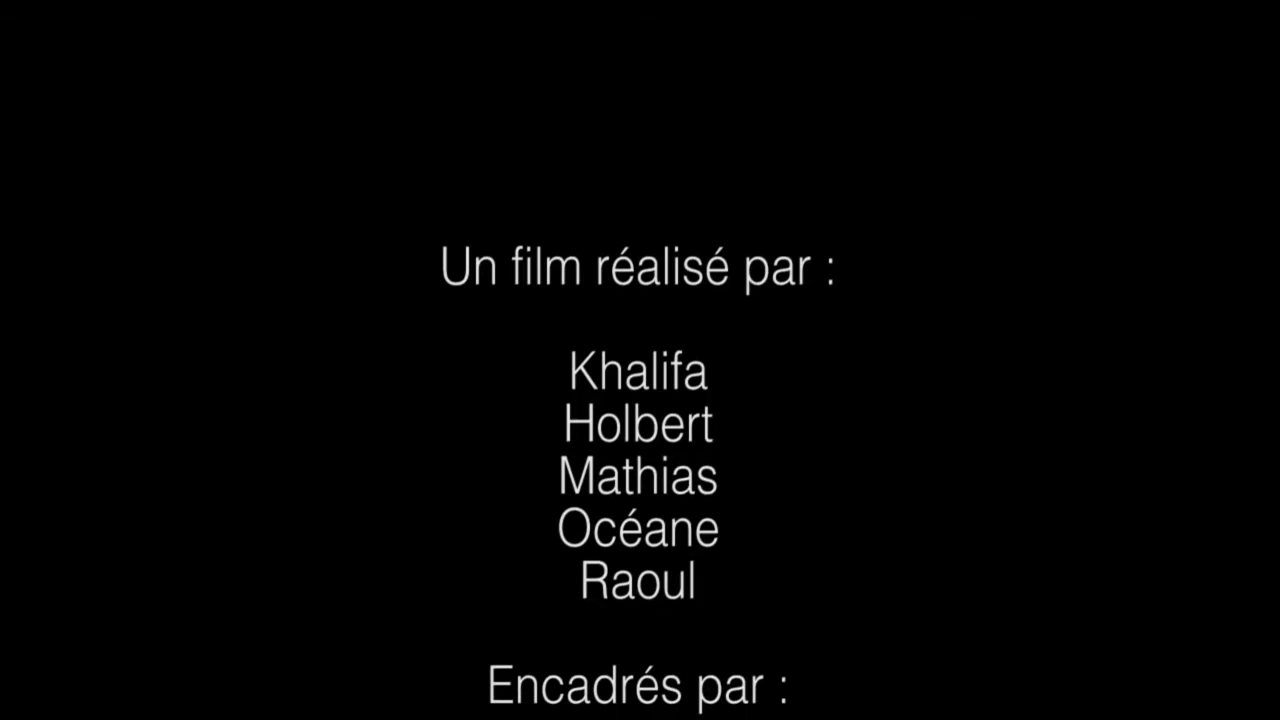 Un film réalisé par :
Khalifa
Holbert
Mathias
Océane
Raoul
Encadrés par :